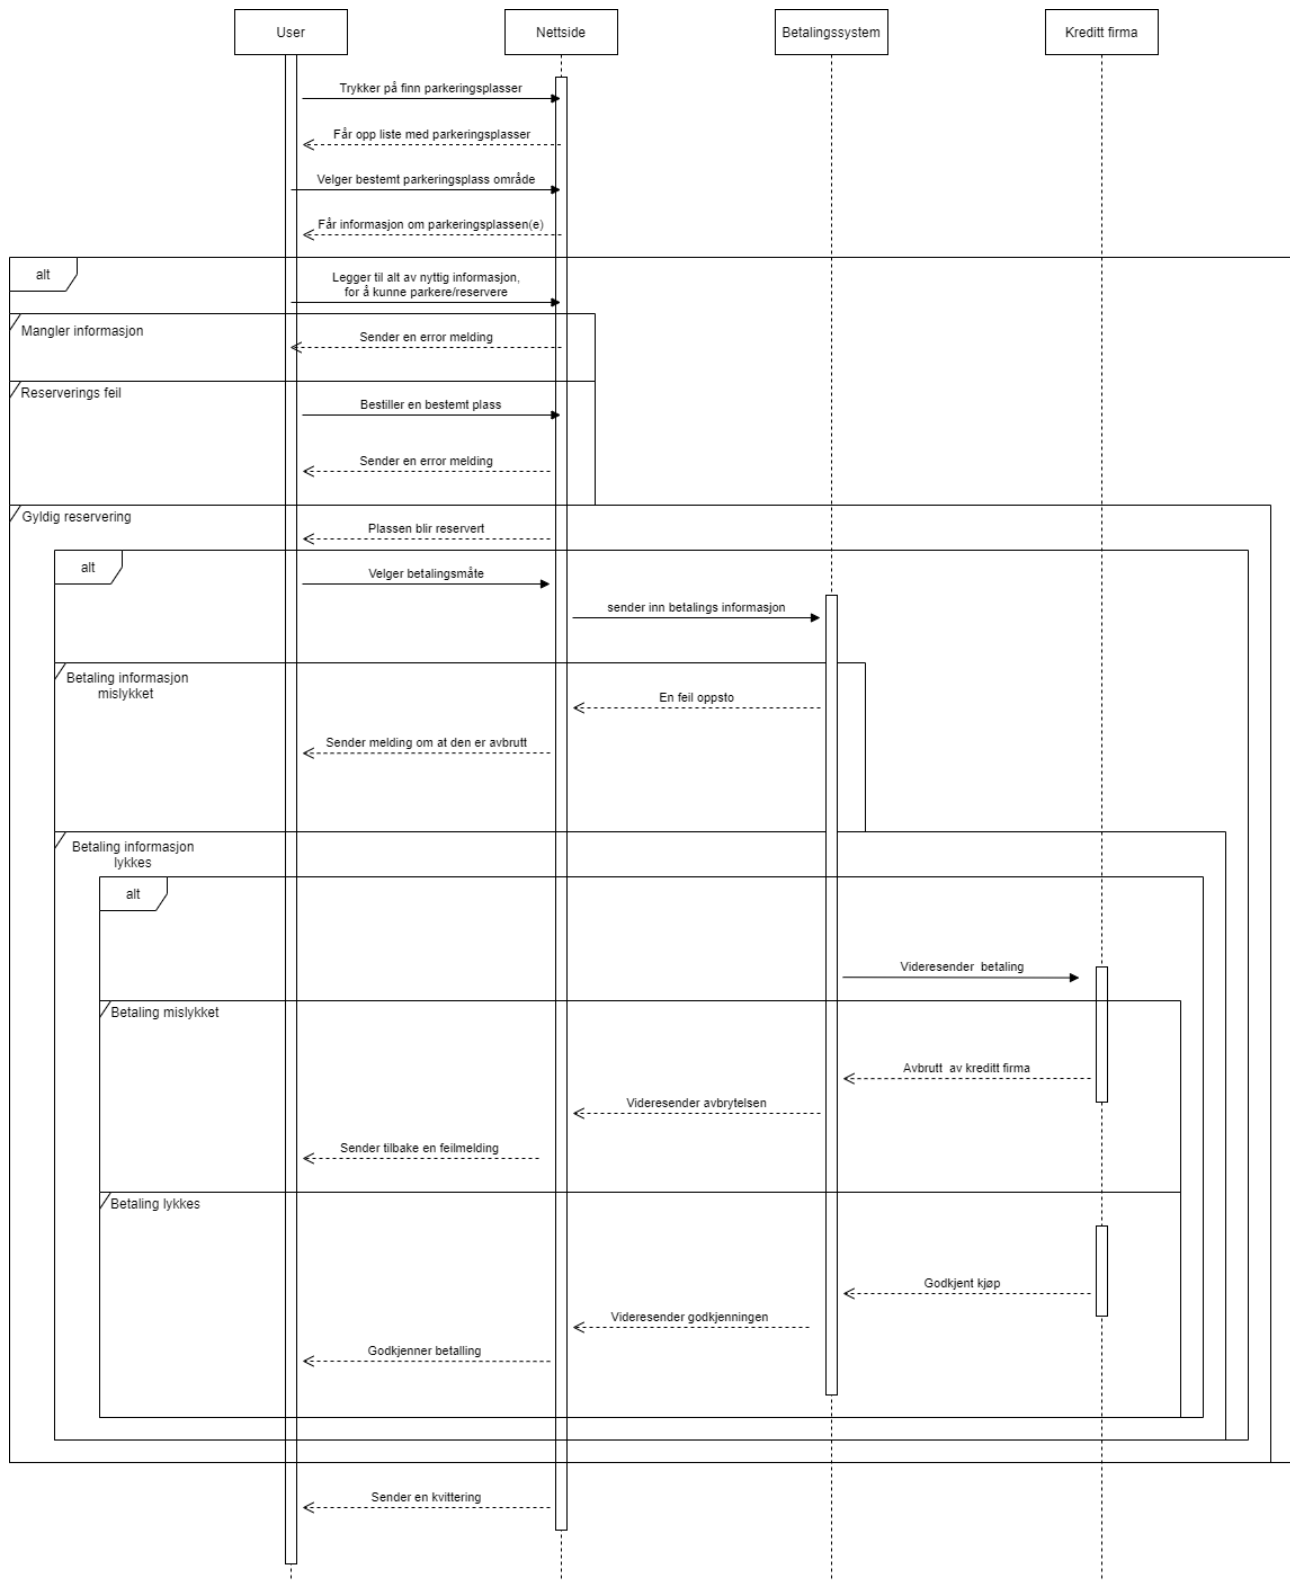 User
Nettside
Betalingssystem
Kreditt firma
Trykker på finn parkeringsplasser
Får opp liste med parkeringsplasser
Velger bestemt parkeringsplass område
Får informasjon om parkeringsplassen(e)
alt
Legger til alt av nyttig informasjon,
for å kunne parkere/reservere
Mangler informasjon
Sender en error melding
Reserverings feil
Bestiller en bestemt plass
Sender en error melding
Gyldig reservering
Plassen blir reservert
alt
Velger betalingsmåte
sender inn betalings informasjon
Betaling informasjon
mislykket
En feil oppsto
Sender melding om at den er avbrutt
Betaling informasjon
lykkes
alt
Videresender betaling
Betaling mislykket
Avbrutt av kreditt firma
Videresender avbrytelsen
Sender tilbake en feilmelding
Betaling lykkes
Godkjent kjøp
Videresender godkjenningen
Godkjenner betalling
Sender en kvittering